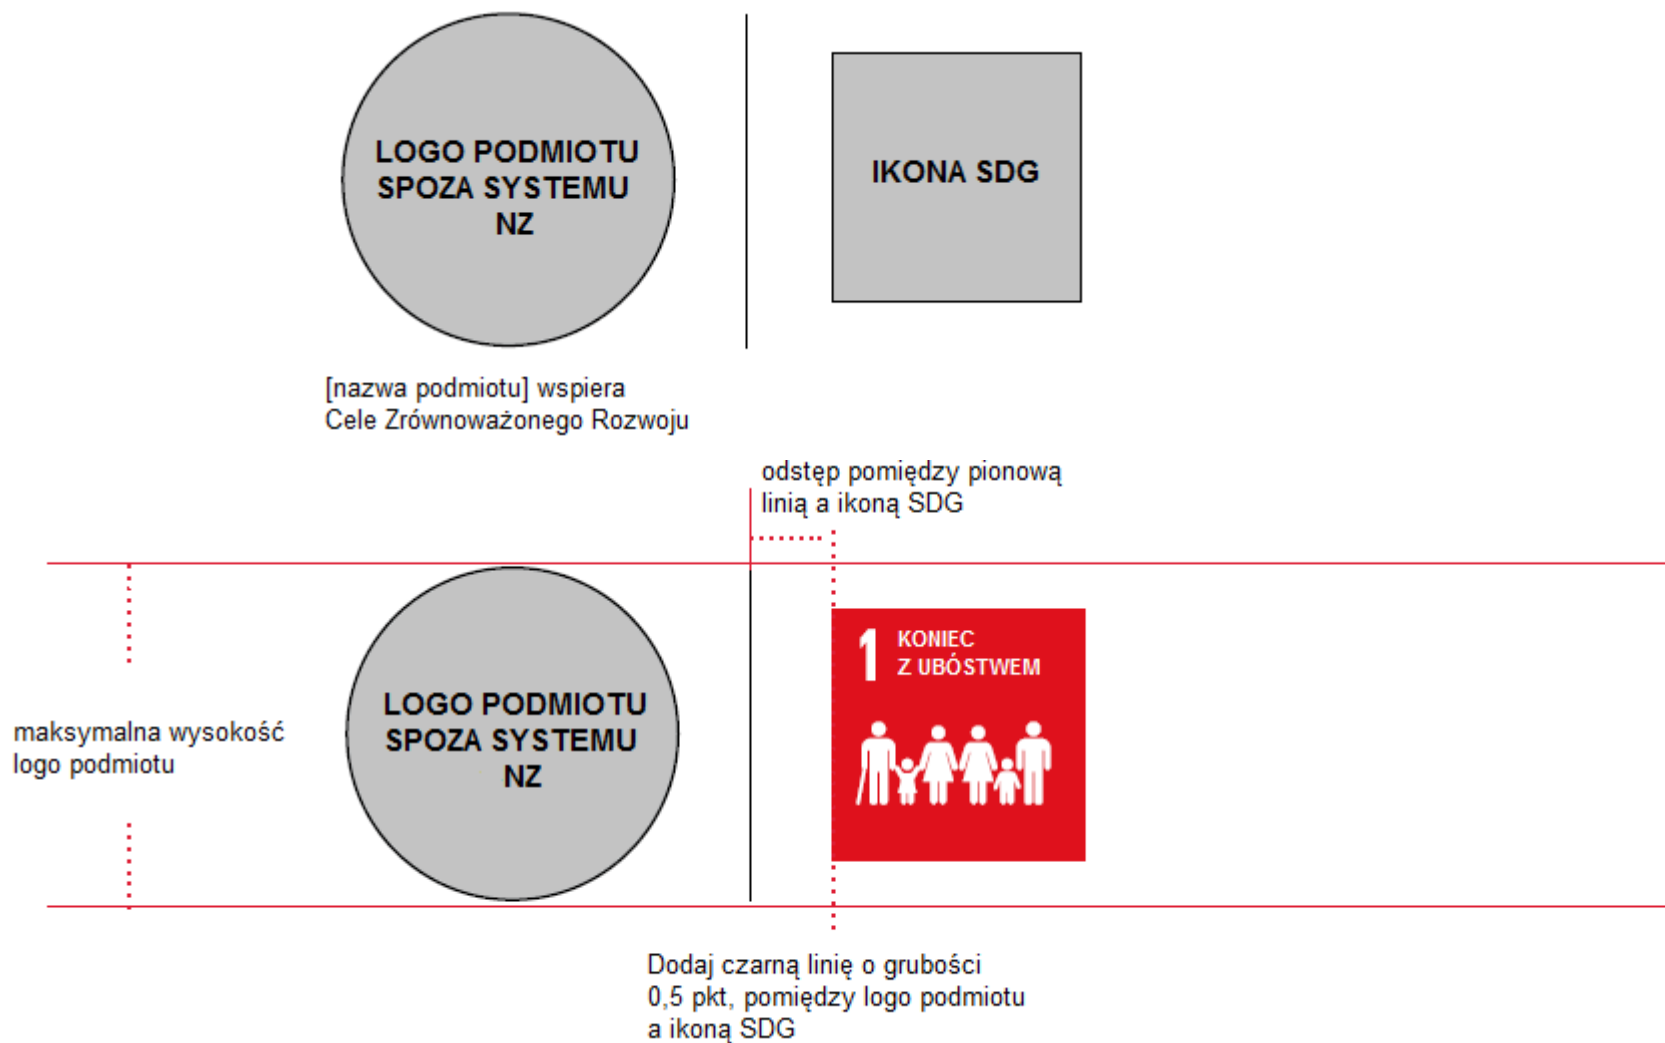 LOGO PODMIOTU
SPOZA SYSTEMU
NZ
IKONA SDG
[nazwa podmiotu] wspiera
Cele Zrównoważonego Rozwoju
odstęp pomiędzy pionową
linią a ikoną SDG
maksymalna wysokość
logo podmiotu
LOGO PODMIOTU
SPOZA SYSTEMU
NZ
1 KONIEC
Z UBÓSTWEM
Dodaj czarną linię o grubości
0,5 pkt, pomiędzy logo podmiotu
a ikoną SDG